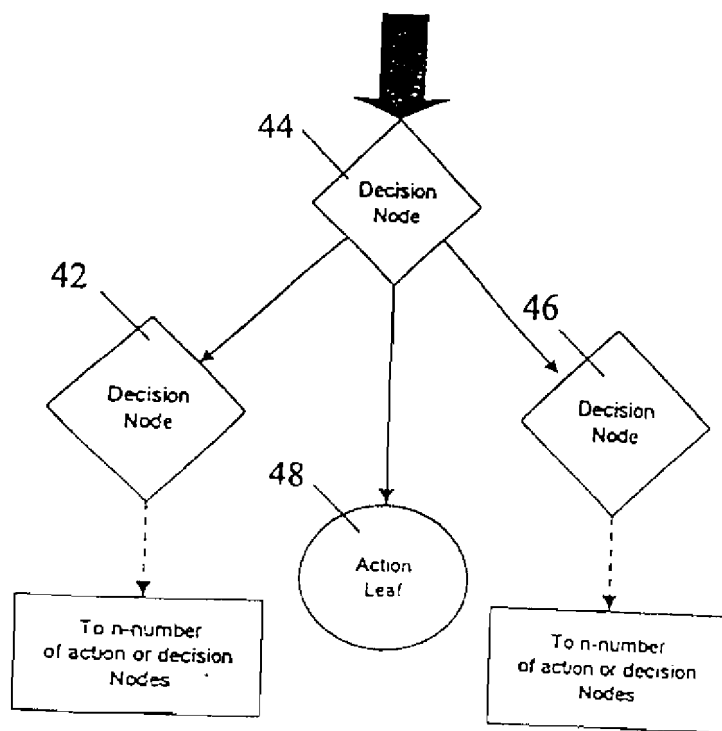 44
Decision
Node
42
Decision
Node
46
Decision
Node
48
Action
Leaf
To n-number
of action or decision
Nodes
To n-number
of action or decision
Nodes